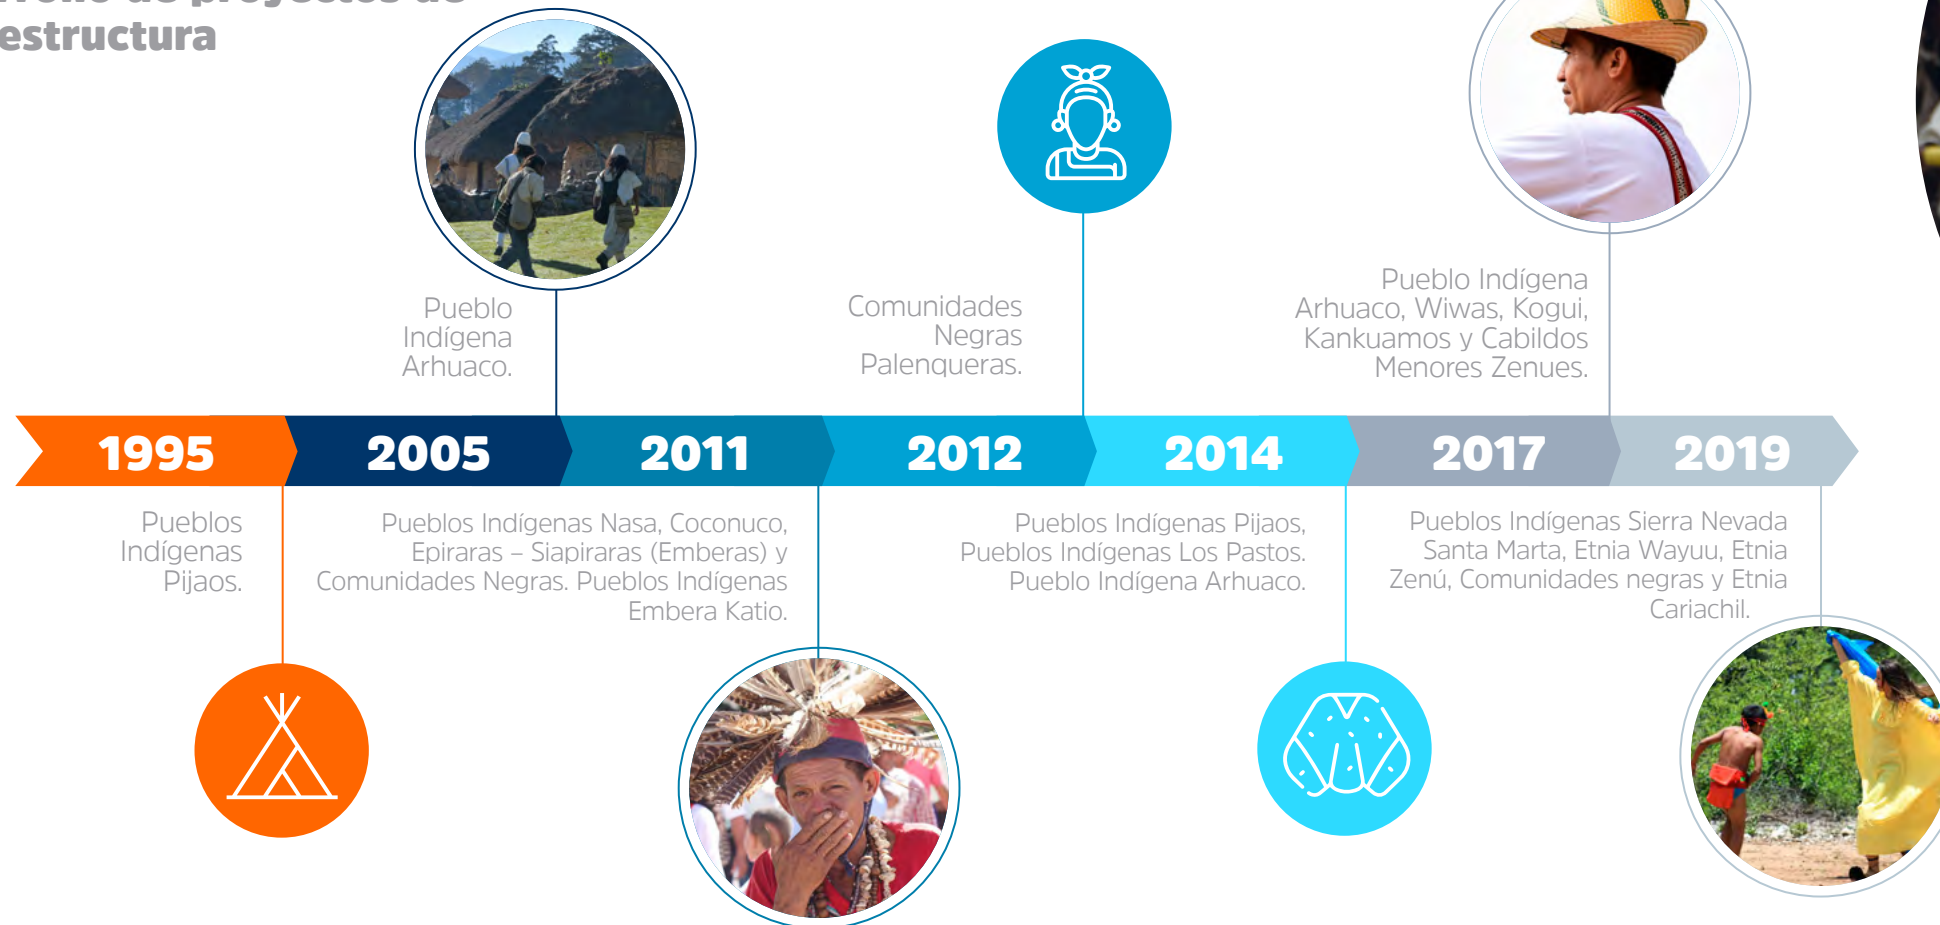 de proyectos de
estructura
Pueblo
Indígena
Arhuaco.
Comunidades
Negras
Palenqueras.
Pueblo Indígena
Arhuaco, Wiwas, Kogui,
Kankuamos y Cabildos
Menores Zenues.
1995
2005
2011
2012
2014
2017
2019
Pueblos
Indígenas
Pijaos.
Pueblos Indígenas Nasa, Coconuco,
Epiraras – Siapiraras (Emberas) y
Comunidades Negras. Pueblos Indígenas
Embera Katio.
Pueblos Indígenas Pijaos,
Pueblos Indígenas Los Pastos.
Pueblo Indígena Arhuaco.
Pueblos Indígenas Sierra Nevada
Santa Marta, Etnia Wayuu, Etnia
Zenú, Comunidades negras y Etnia
Cariachil.